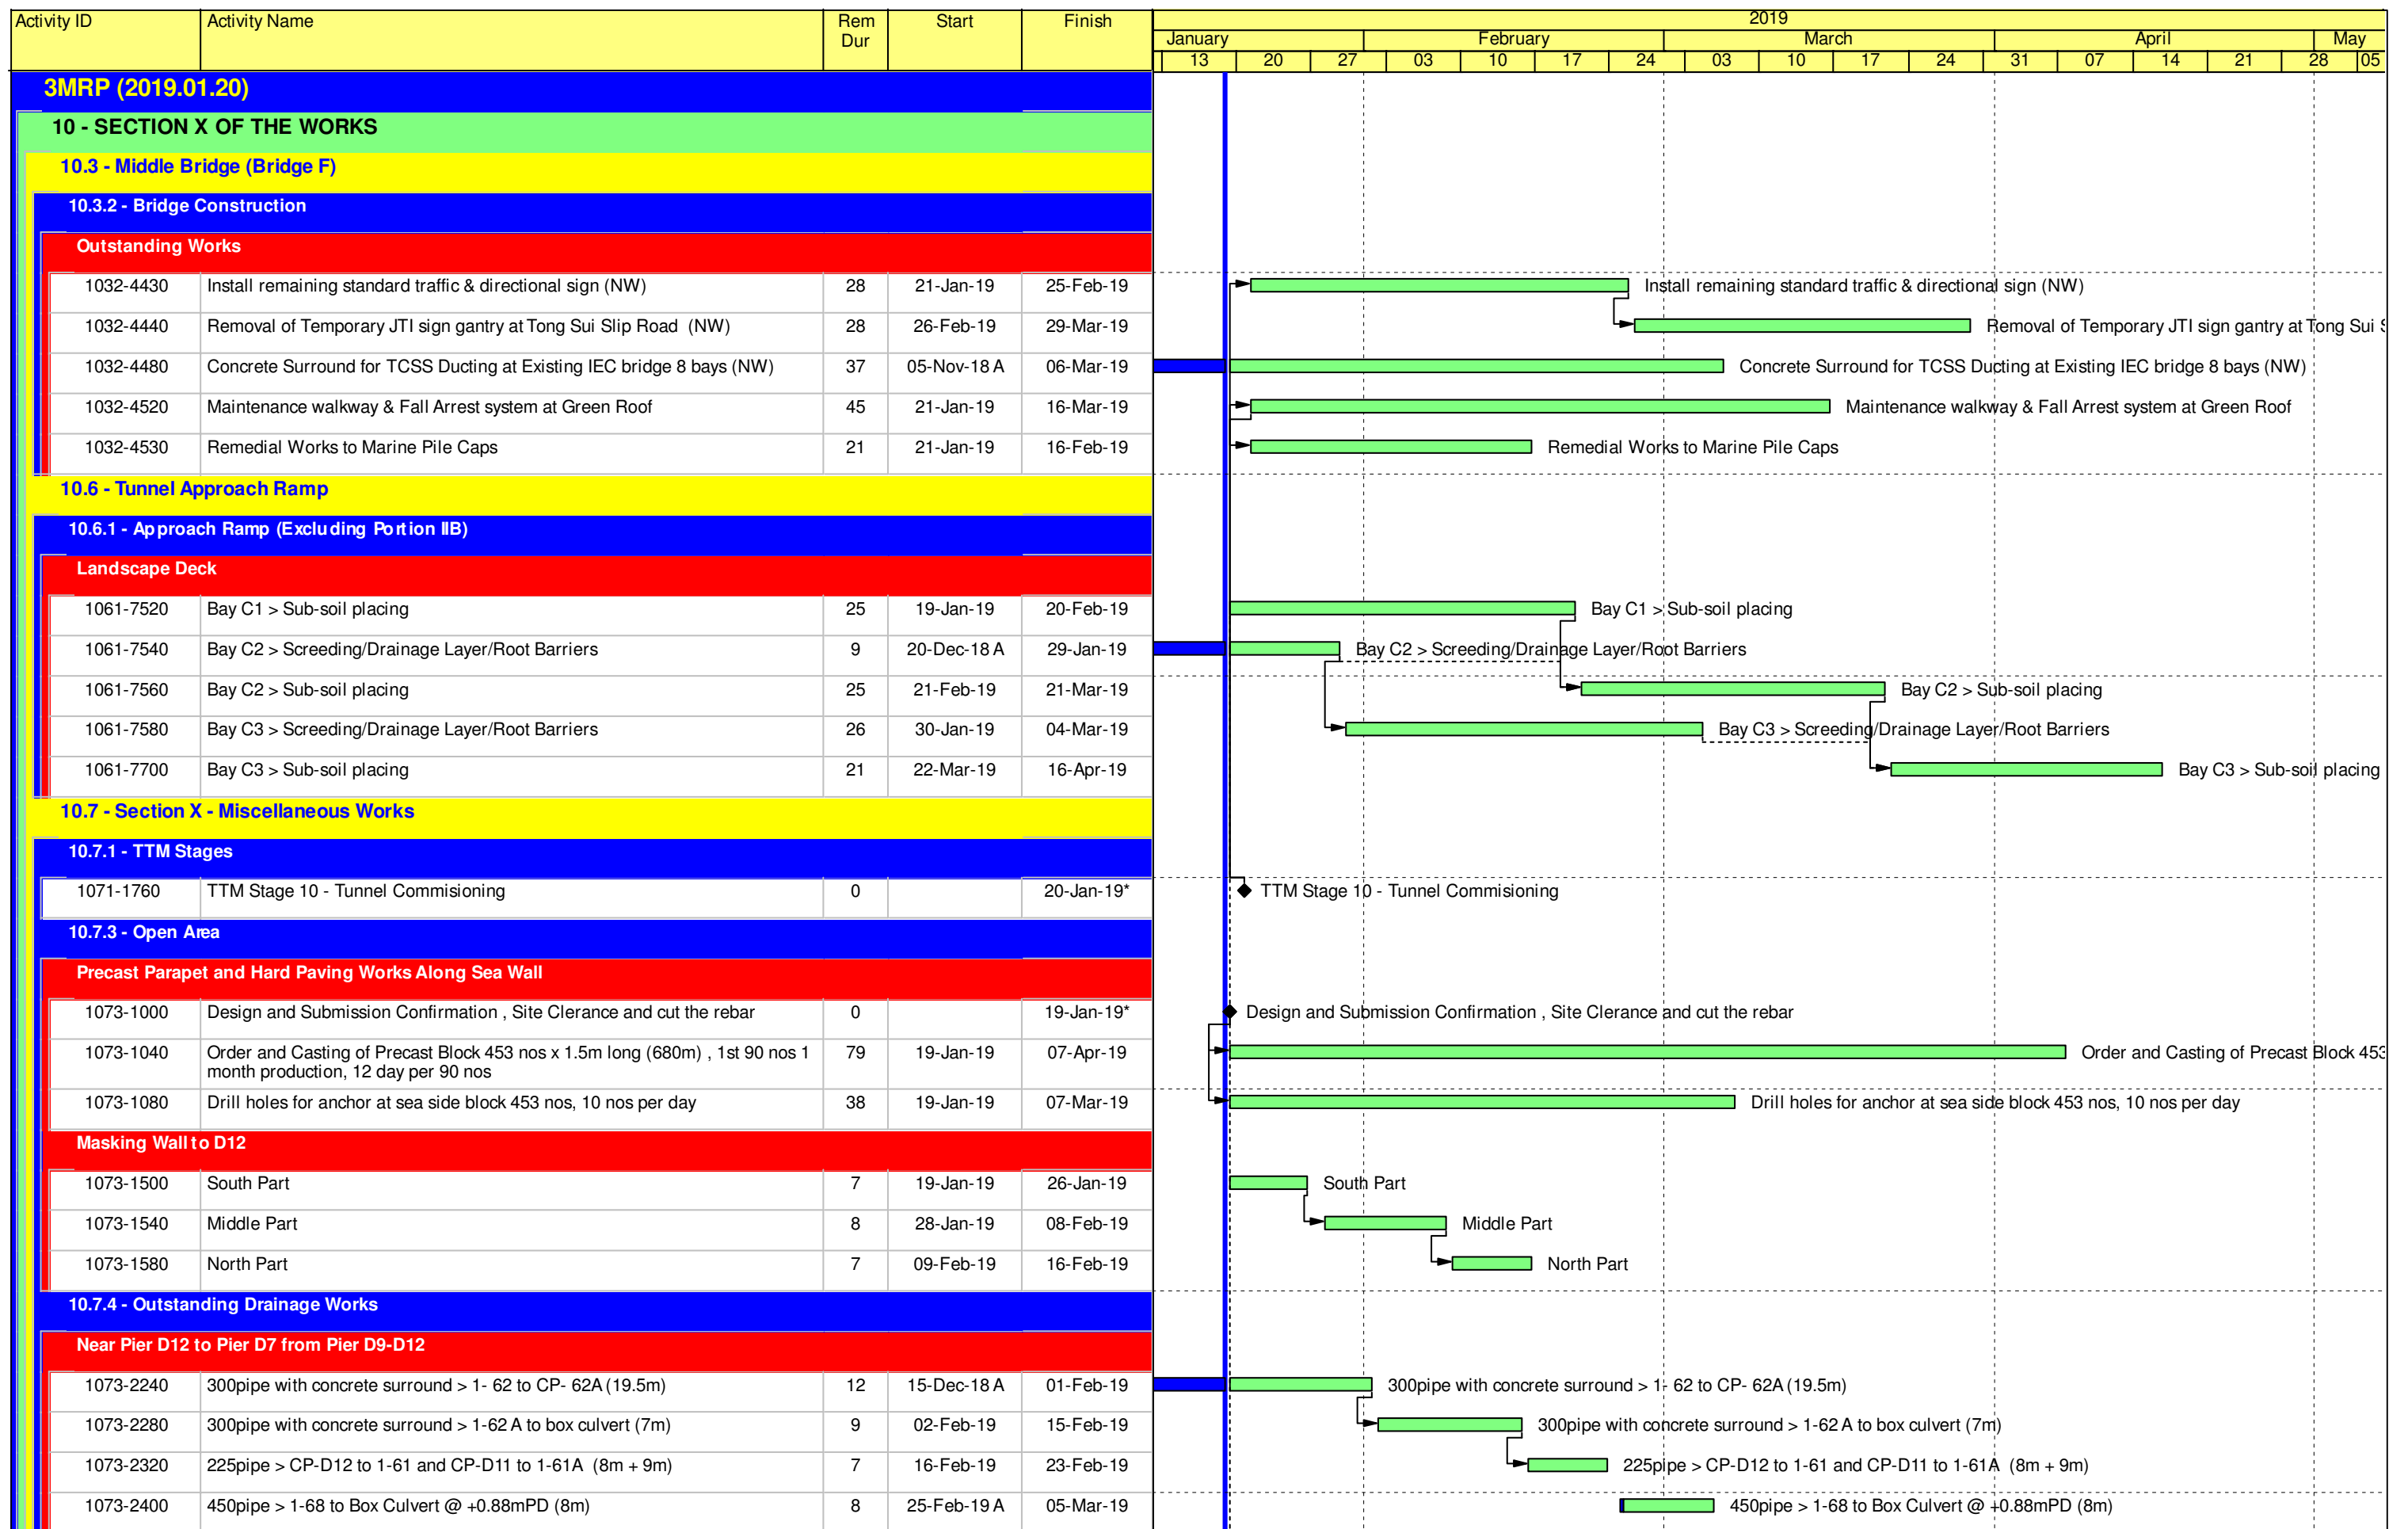 Activity ID Activity Name Rem Dur Start Finish 2019
January February March April May
13 20 27 03 10 17 24 03 10 17 24 31 07 14 21 28 05
3MRP (2019.01.20)
10 - SECTION X OF THE WORKS
10.3 - Middle Bridge (Bridge F)
10.3.2 - Bridge Construction
Outstanding Works
1032-4430 Install remaining standard traffic & directional sign (NW) 28 21-Jan-19 25-Feb-19 Install remaining standard traffic & directional sign (NW)
1032-4440 Removal of Temporary JTI sign gantry at Tong Sui Slip Road (NW) 28 26-Feb-19 29-Mar-19 Removal of Temporary JTI sign gantry at Tong Sui S
1032-4480 Concrete Surround for TCSS Ducting at Existing IEC bridge 8 bays (NW) 37 05-Nov-18 A 06-Mar-19 Concrete Surround for TCSS Ducting at Existing IEC bridge 8 bays (NW)
1032-4520 Maintenance walkway & Fall Arrest system at Green Roof 45 21-Jan-19 16-Mar-19 Maintenance walkway & Fall Arrest system at Green Roof
1032-4530 Remedial Works to Marine Pile Caps 21 21-Jan-19 16-Feb-19 Remedial Works to Marine Pile Caps
10.6 - Tunnel Approach Ramp
10.6.1 - Approach Ramp (Excluding Portion IIB)
Landscape Deck
1061-7520 Bay C1 > Sub-soil placing 25 19-Jan-19 20-Feb-19 Bay C1 > Sub-soil placing
1061-7540 Bay C2 > Screeding/Drainage Layer/Root Barriers 9 20-Dec-18 A 29-Jan-19 Bay C2 > Screeding/Drainage Layer/Root Barriers
1061-7560 Bay C2 > Sub-soil placing 25 21-Feb-19 21-Mar-19 Bay C2 > Sub-soil placing
1061-7580 Bay C3 > Screeding/Drainage Layer/Root Barriers 26 30-Jan-19 04-Mar-19 Bay C3 > Screeding/Drainage Layer/Root Barriers
1061-7700 Bay C3 > Sub-soil placing 21 22-Mar-19 16-Apr-19 Bay C3 > Sub-soil placing
10.7 - Section X - Miscellaneous Works
10.7.1 - TTM Stages
1071-1760 TTM Stage 10 - Tunnel Commisioning 0 20-Jan-19* TTM Stage 10 - Tunnel Commisioning
10.7.3 - Open Area
Precast Parapet and Hard Paving Works Along Sea Wall
1073-1000 Design and Submission Confirmation , Site Clerance and cut the rebar 0 19-Jan-19* Design and Submission Confirmation , Site Clerance and cut the rebar
1073-1040 Order and Casting of Precast Block 453 nos x 1.5m long (680m) , 1st 90 nos 1 79 19-Jan-19 07-Apr-19 Order and Casting of Precast Block 453
month production, 12 day per 90 nos
1073-1080 Drill holes for anchor at sea side block 453 nos, 10 nos per day 38 19-Jan-19 07-Mar-19 Drill holes for anchor at sea side block 453 nos, 10 nos per day
Masking Wall to D12
1073-1500 South Part 7 19-Jan-19 26-Jan-19 South Part
1073-1540 Middle Part 8 28-Jan-19 08-Feb-19 Middle Part
1073-1580 North Part 7 09-Feb-19 16-Feb-19 North Part
10.7.4 - Outstanding Drainage Works
Near Pier D12 to Pier D7 from Pier D9-D12
1073-2240 300pipe with concrete surround > 1- 62 to CP- 62A (19.5m) 12 15-Dec-18 A 01-Feb-19 300pipe with concrete surround > 1- 62 to CP- 62A (19.5m)
1073-2280 300pipe with concrete surround > 1-62 A to box culvert (7m) 9 02-Feb-19 15-Feb-19 300pipe with concrete surround > 1-62 A to box culvert (7m)
1073-2320 225pipe > CP-D12 to 1-61 and CP-D11 to 1-61A (8m + 9m) 7 16-Feb-19 23-Feb-19 225pipe > CP-D12 to 1-61 and CP-D11 to 1-61A (8m + 9m)
1073-2400 450pipe > 1-68 to Box Culvert @ +0.88mPD (8m) 8 25-Feb-19 A 05-Mar-19 450pipe > 1-68 to Box Culvert @ +0.88mPD (8m)